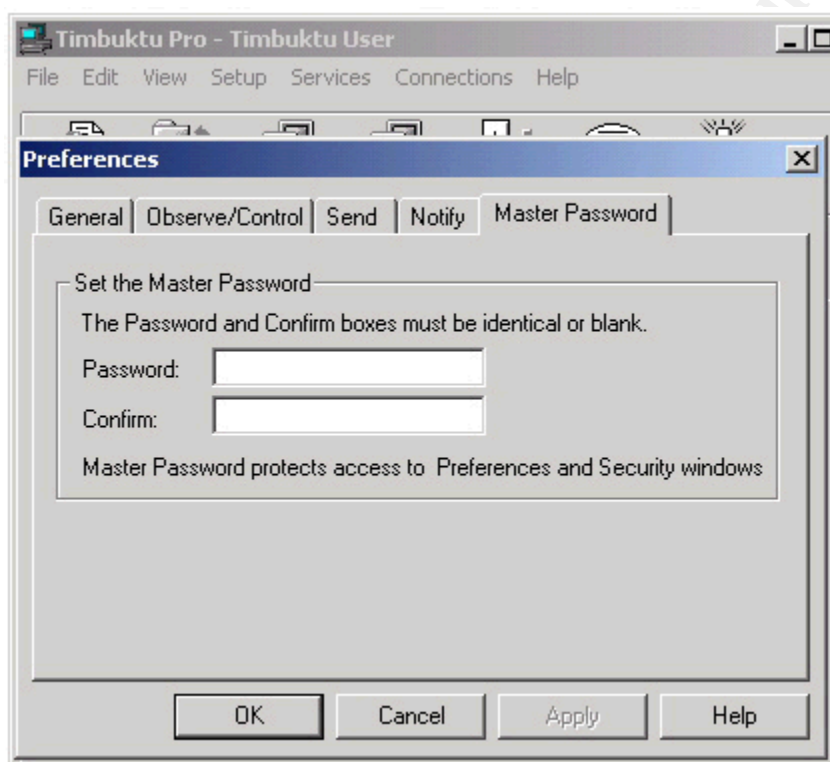 Timbuktu Pro - Timbuktu User
File Edit View Setup Services Connections Help
Preferences
General Observe/Control Send Notify Master Password
Set the Master Password
The Password and Confirm boxes must be identical or blank.
Password:
Confirm:
Master Password protects access to Preferences and Security windows
OK Cancel Apply Help